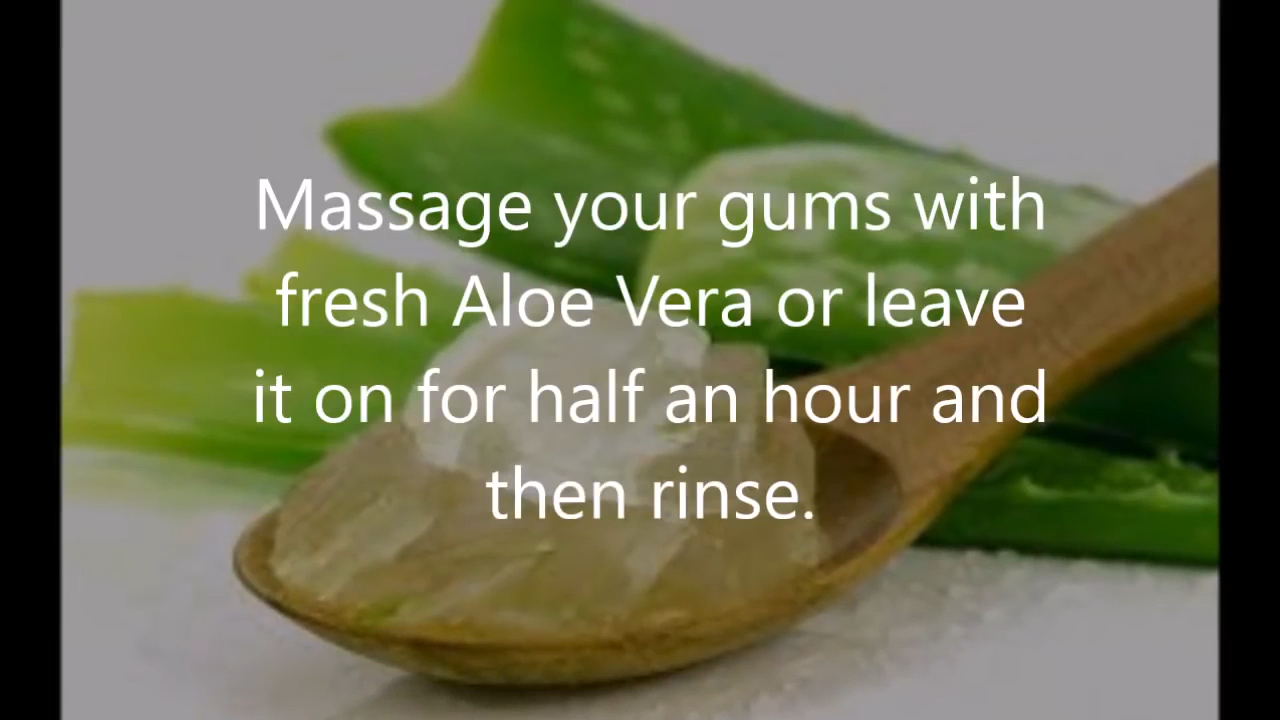 Massage your gums with
fresh Aloe Vera or leave
it on for half an hour and
then rinse.